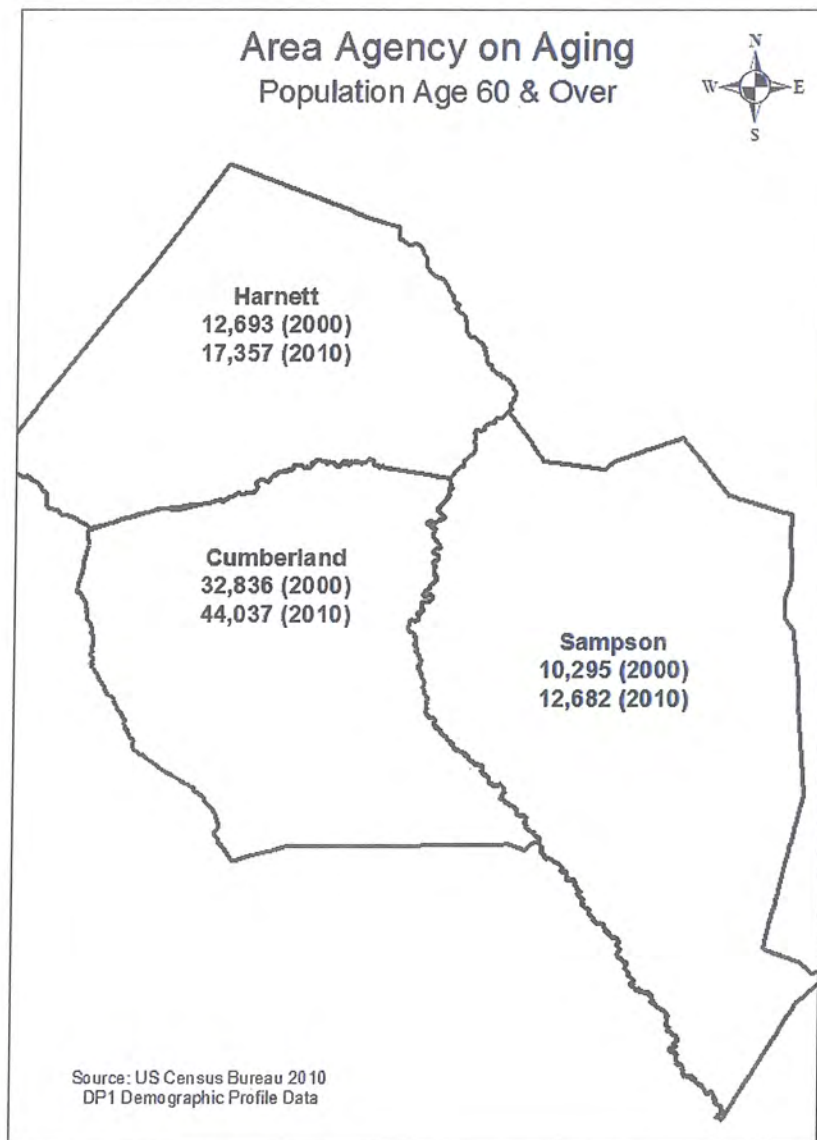 Area Agency on Aging
Population Age 60 & Over
N
W E
S
Harnett
12,693 (2000)
17,357 (2010)
Cumberland
32,836 (2000)
44,037 (2010)
Sampson
10,295 (2000)
12,682 (2010)
Source: US Census Bureau 2010
DP1 Demographic Profile Data